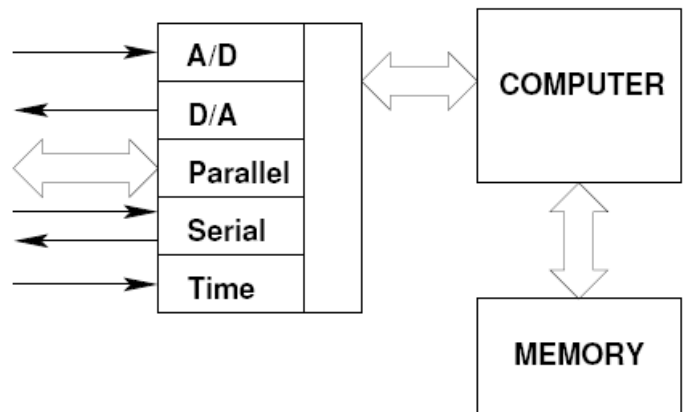 A/D
D/A
Parallel
Serial
Time
COMPUTER
MEMORY